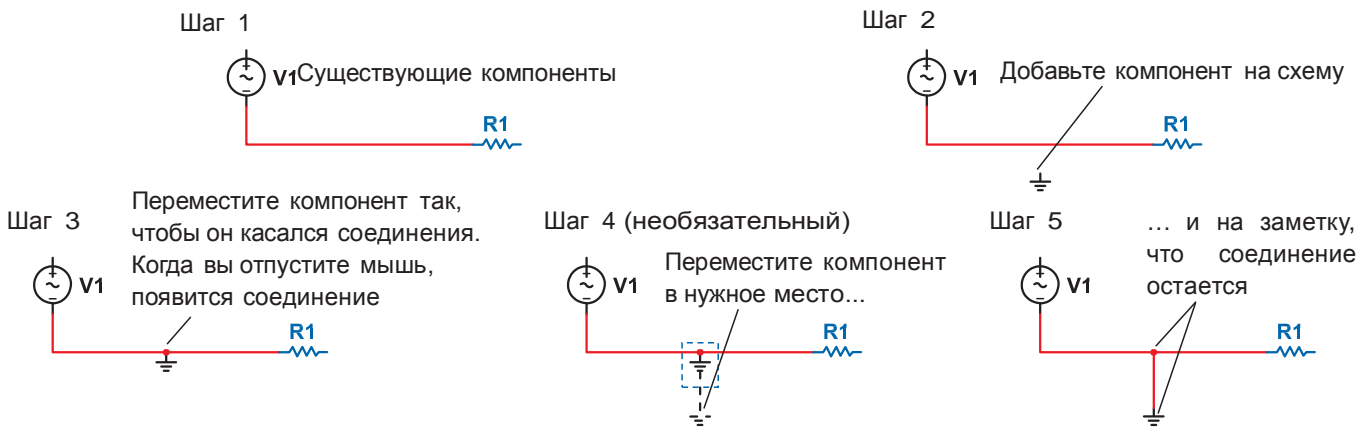 Шаг 1
V1 Существующие компоненты
R1
Шаг 2
V1
Добавьте компонент на схему
R1
Шаг 3
Переместите компонент так,
чтобы он касался соединения.
Когда вы отпустите мышь,
появится соединение
V1
R1
Шаг 4 (необязательный)
Переместите компонент
в нужное место...
V1
R1
Шаг 5
... и на заметку,
что соединение
остается
V1
R1